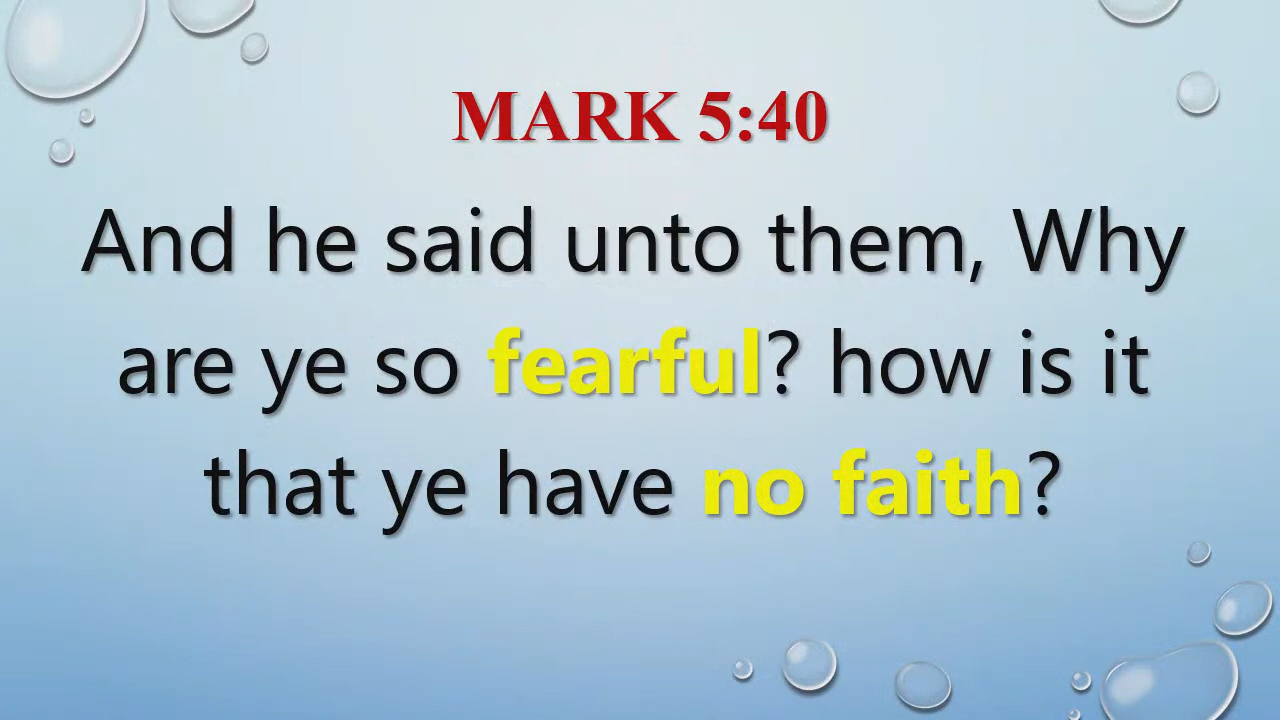 MARK 5:40
And he said unto them, Why
are ye so fearful? how is it
that ye have no faith?